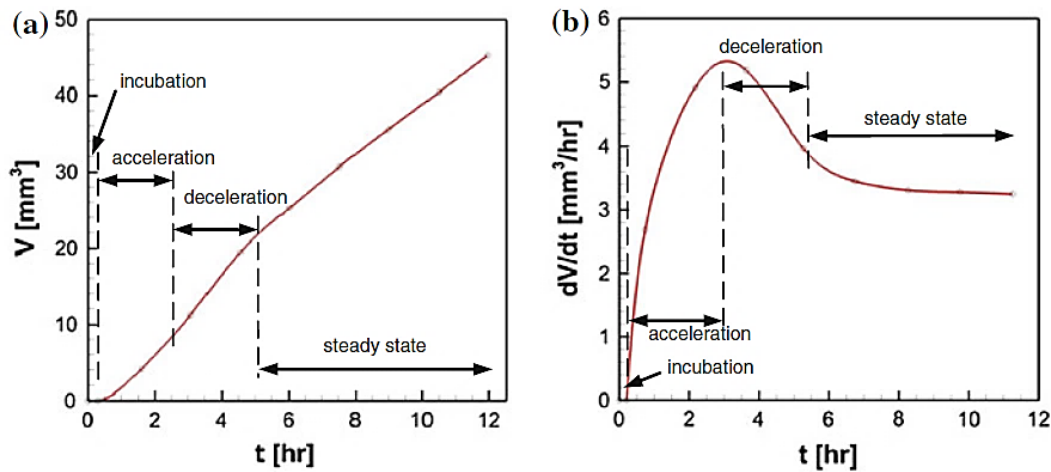 (a)
50
40
30
20
10
0
V [mm³]
incubation
acceleration
deceleration
steady state
0 2 4 6 8 10 12
t [hr]
(b)
6
5
4
3
2
1
0
dV/dt [mm³/hr]
deceleration
steady state
acceleration
incubation
0 2 4 6 8 10 12
t [hr]